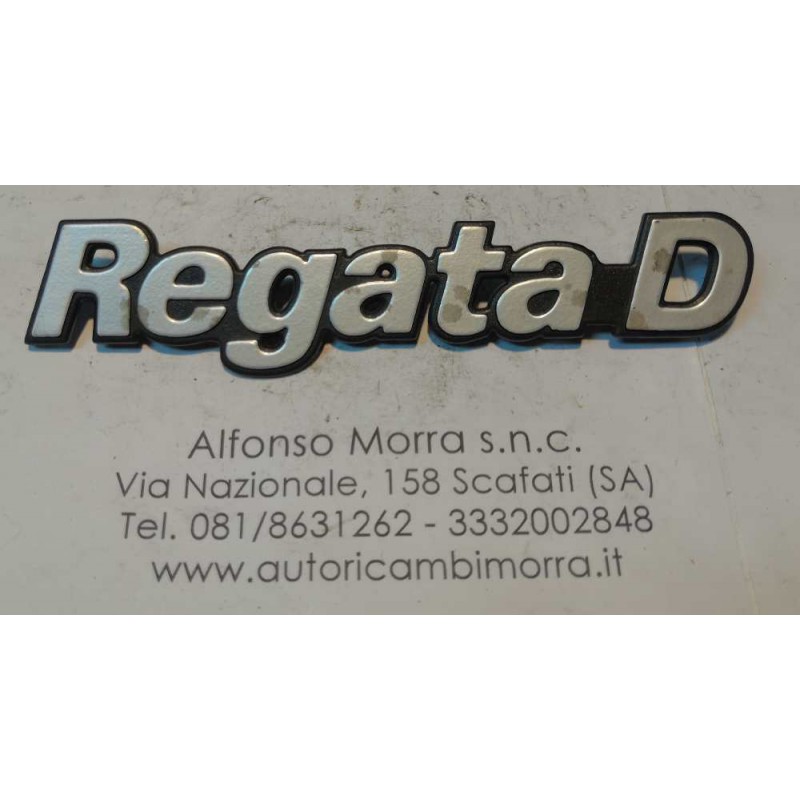 Regata D
Alfonso Morra s.n.c.
Via Nazionale, 158 Scafati (SA)
Tel. 081/8631262 - 3332002848
www.autoricambimorra.it